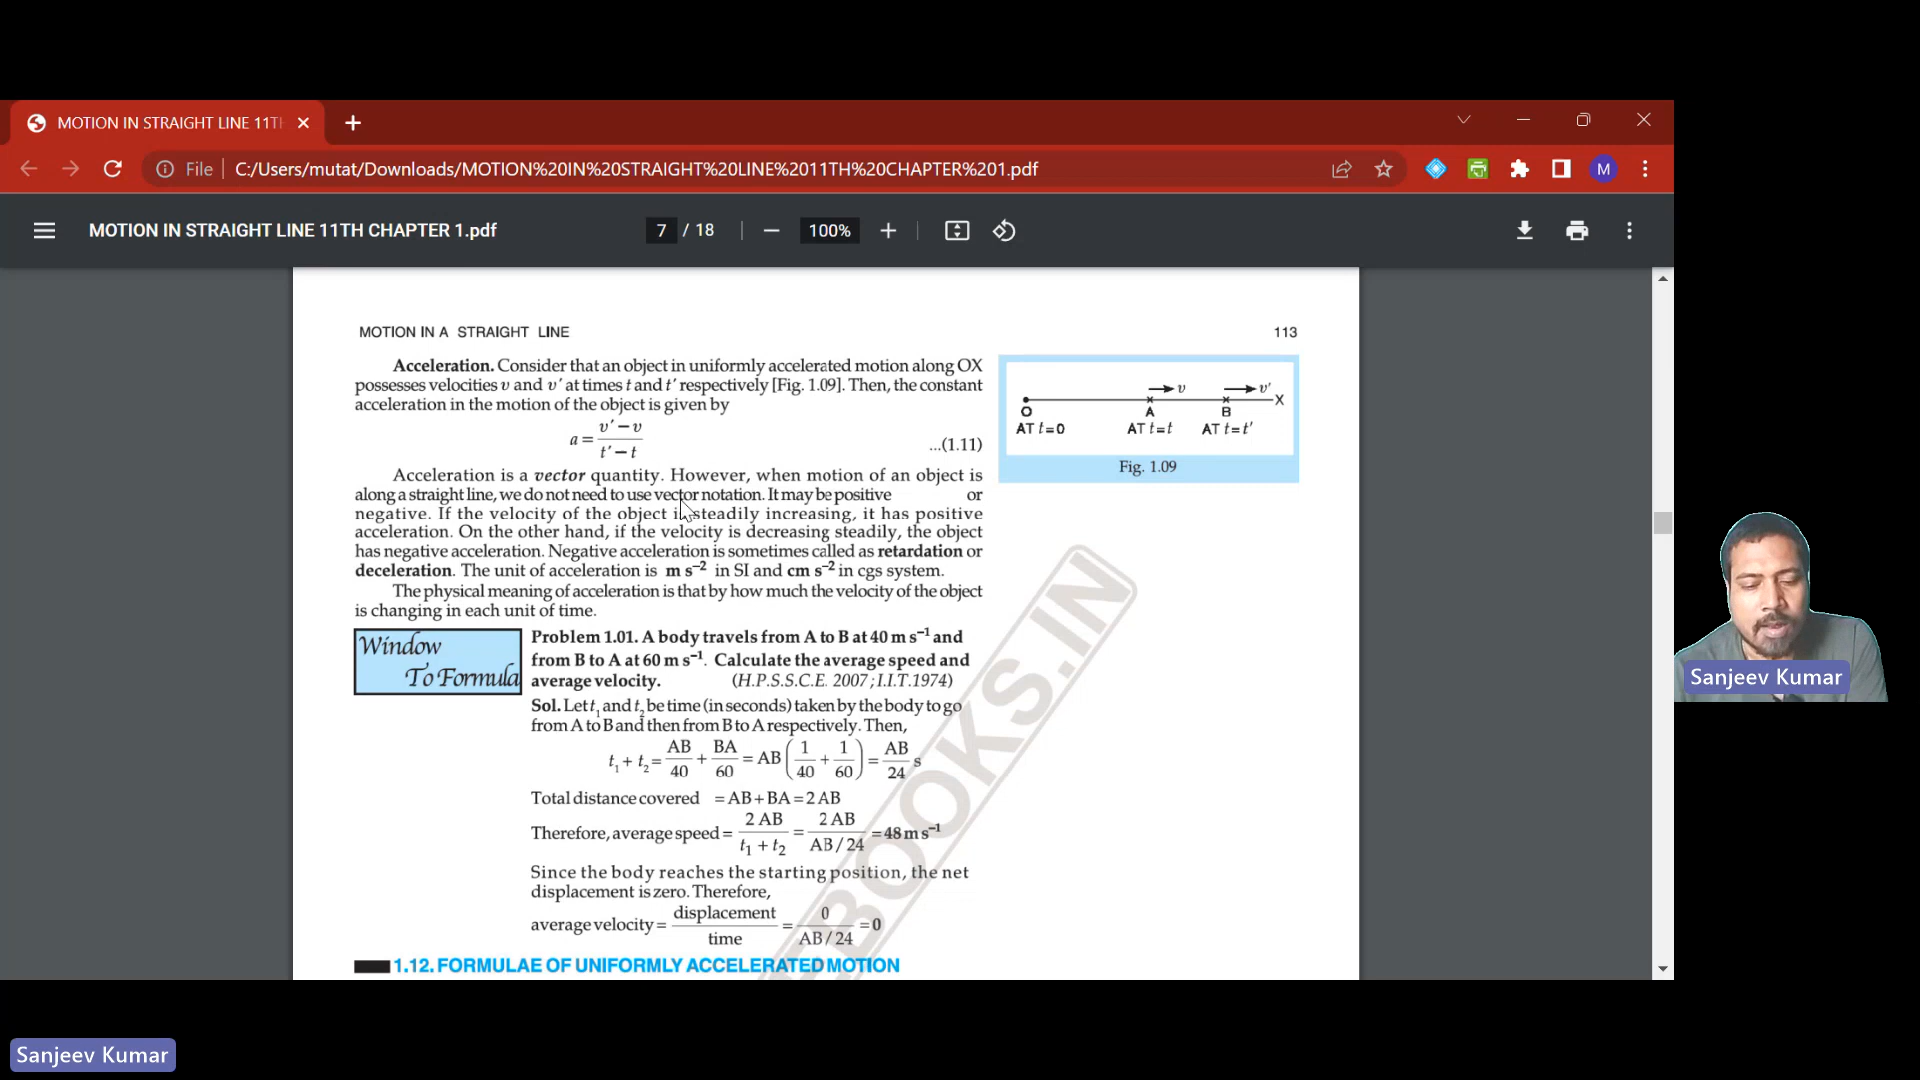 MOTION IN STRAIGHT LINE 11TH
File C:/Users/mutat/Downloads/MOTION%20IN%20STRAIGHT%20LINE%2011TH%20CHAPTER%201.pdf
M
MOTION IN STRAIGHT LINE 11TH CHAPTER 1.pdf
7 / 18
100%
MOTION IN A STRAIGHT LINE
113
Acceleration. Consider that an object in uniformly accelerated motion along OX
possesses velocities υ and υ′ at times t and t′ respectively [Fig. 1.09]. Then, the constant
acceleration in the motion of the object is given by
a = (υ′ − υ) / (t′ − t) ...(1.11)
Acceleration is a vector quantity. However, when motion of an object is
along a straight line, we do not need to use vector notation. It may be positive or
negative. If the velocity of the object is steadily increasing, it has positive
acceleration. On the other hand, if the velocity is decreasing steadily, the object
has negative acceleration. Negative acceleration is sometimes called as retardation or
deceleration. The unit of acceleration is m s⁻² in SI and cm s⁻² in cgs system.
The physical meaning of acceleration is that by how much the velocity of the object
is changing in each unit of time.
υ υ′
X
O A B
AT t=0 AT t=t AT t=t′
Fig. 1.09
Window
To Formula
Problem 1.01. A body travels from A to B at 40 m s⁻¹ and
from B to A at 60 m s⁻¹. Calculate the average speed and
average velocity. (H.P.S.S.C.E. 2007 ; I.I.T. 1974)
Sol. Let t₁ and t₂ be time (in seconds) taken by the body to go
from A to B and then from B to A respectively. Then,
t₁ + t₂ = AB/40 + BA/60 = AB (1/40 + 1/60) = AB/24 s
Total distance covered = AB + BA = 2 AB
Therefore, average speed = 2 AB/(t₁ + t₂) = 2 AB/(AB/24) = 48 m s⁻¹
Since the body reaches the starting position, the net
displacement is zero. Therefore,
average velocity = displacement/time = 0/(AB/24) = 0
1.12. FORMULAE OF UNIFORMLY ACCELERATED MOTION
BOOKS.IN
Sanjeev Kumar
Sanjeev Kumar